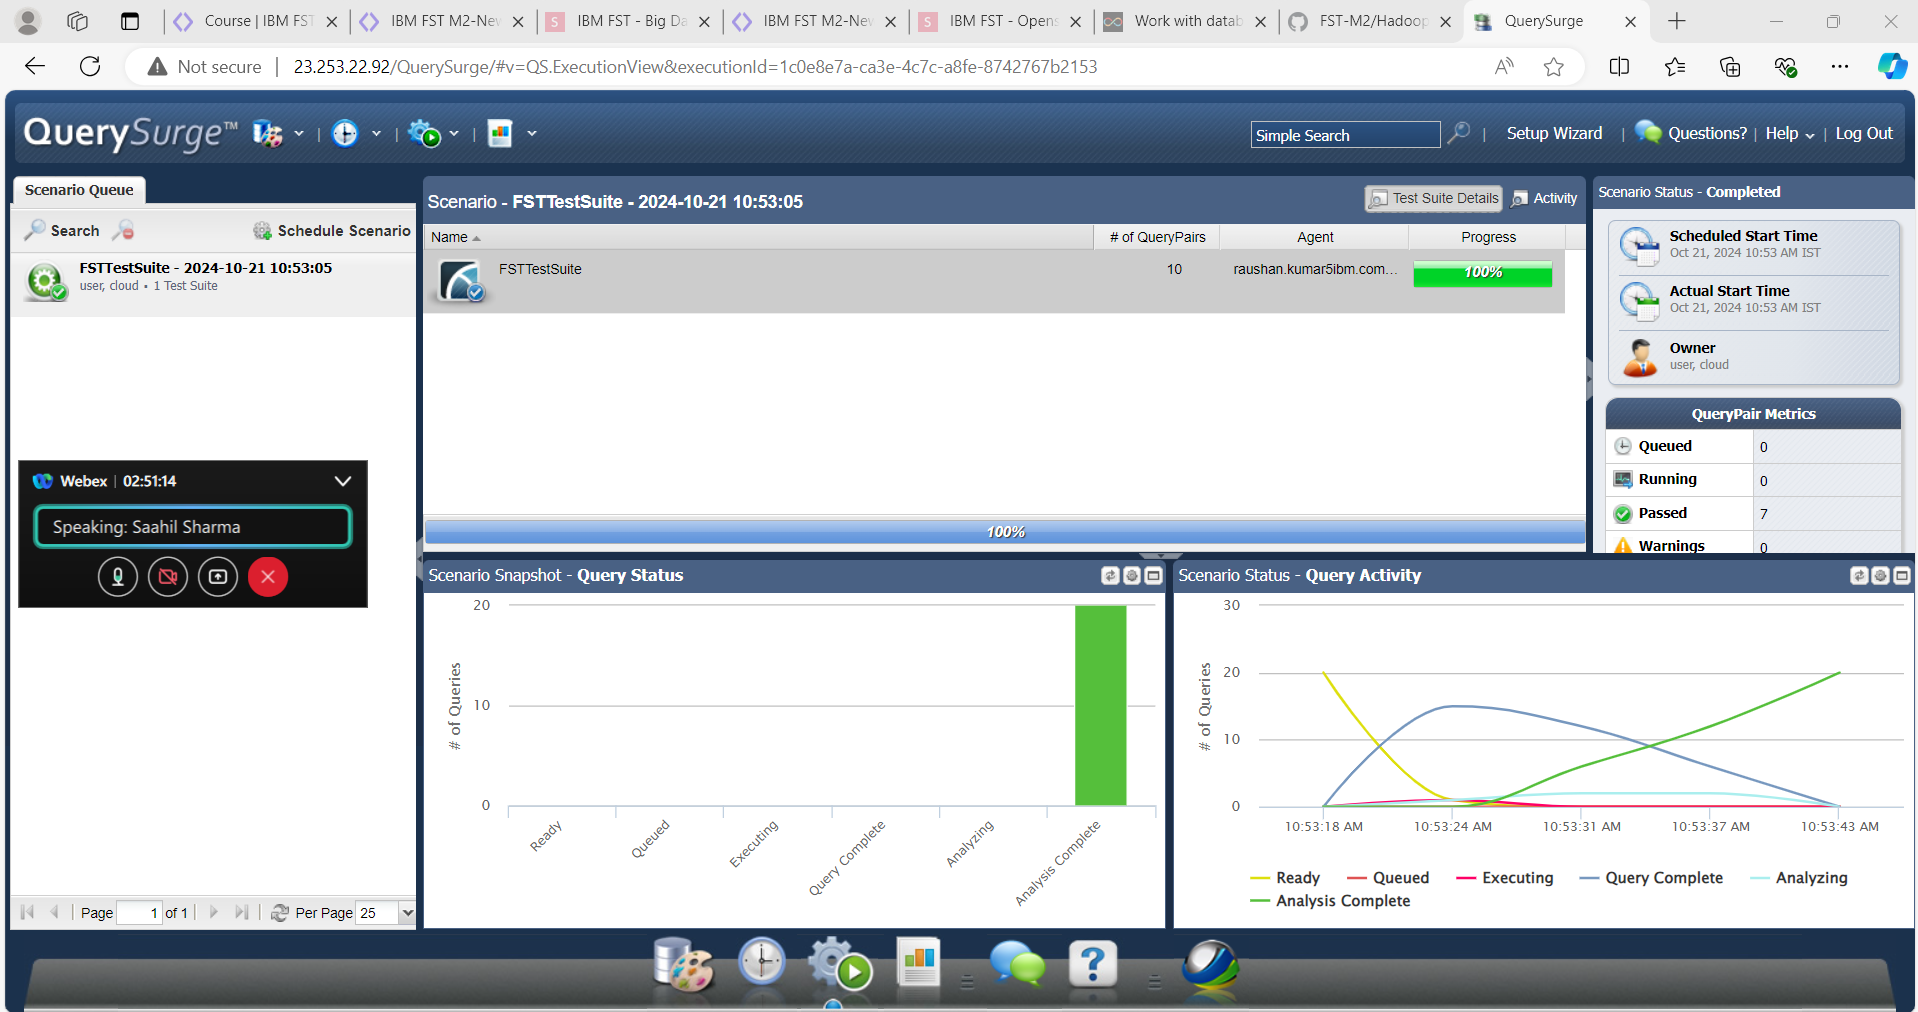 Course | IBM FST
IBM FST M2-New
IBM FST - Big Da
IBM FST M2-New
IBM FST - Opens
Work with datab
FST-M2/Hadoop
QuerySurge
Not secure
23.253.22.92/QuerySurge/#v=QS.ExecutionView&executionId=1c0e8e7a-ca3e-4c7c-a8fe-8742767b2153
QuerySurge™
Simple Search
Setup Wizard
Questions?
Help
Log Out
Scenario Queue
Search
Schedule Scenario
FSTTestSuite - 2024-10-21 10:53:05
user, cloud • 1 Test Suite
Webex | 02:51:14
Speaking: Saahil Sharma
Page 1 of 1
Per Page 25
Scenario - FSTTestSuite - 2024-10-21 10:53:05
Test Suite Details
Activity
Name # of QueryPairs Agent Progress
FSTTestSuite 10 raushan.kumar5ibm.com... 100%
100%
Scenario Status - Completed
Scheduled Start Time
Oct 21, 2024 10:53 AM IST
Actual Start Time
Oct 21, 2024 10:53 AM IST
Owner
user, cloud
QueryPair Metrics
Queued 0
Running 0
Passed 7
Warnings 0
Scenario Snapshot - Query Status
20
10
0
# of Queries
Ready
Queued
Executing
Query Complete
Analyzing
Analysis Complete
Scenario Status - Query Activity
30
20
10
0
# of Queries
10:53:18 AM
10:53:24 AM
10:53:31 AM
10:53:37 AM
10:53:43 AM
Ready Queued Executing Query Complete Analyzing
Analysis Complete